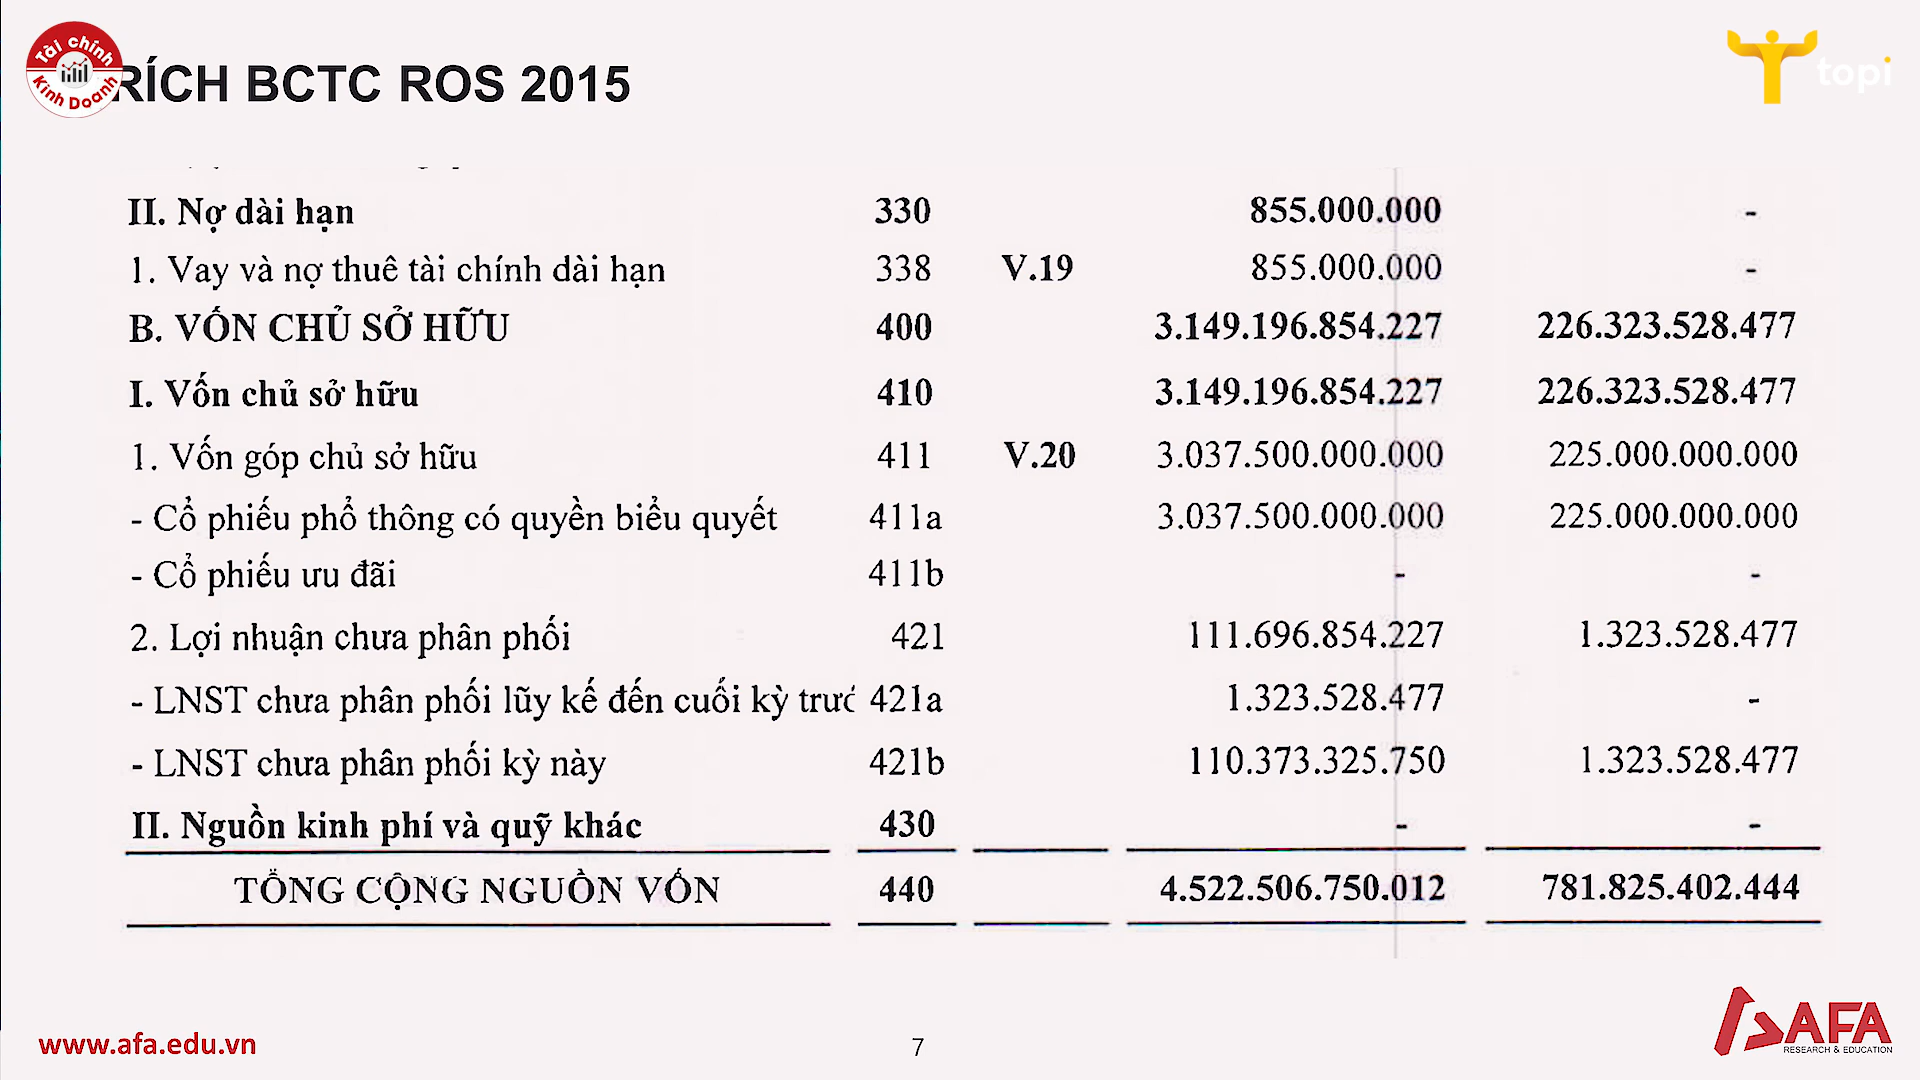 Tài chính
Kinh Doanh
RÍCH BCTC ROS 2015
topi
II. Nợ dài hạn 330 855.000.000 -
1. Vay và nợ thuê tài chính dài hạn 338 V.19 855.000.000 -
B. VỐN CHỦ SỞ HỮU 400 3.149.196.854.227 226.323.528.477
I. Vốn chủ sở hữu 410 3.149.196.854.227 226.323.528.477
1. Vốn góp chủ sở hữu 411 V.20 3.037.500.000.000 225.000.000.000
- Cổ phiếu phổ thông có quyền biểu quyết 411a 3.037.500.000.000 225.000.000.000
- Cổ phiếu ưu đãi 411b - -
2. Lợi nhuận chưa phân phối 421 111.696.854.227 1.323.528.477
- LNST chưa phân phối lũy kế đến cuối kỳ trướ 421a 1.323.528.477 -
- LNST chưa phân phối kỳ này 421b 110.373.325.750 1.323.528.477
II. Nguồn kinh phí và quỹ khác 430 - -
TỔNG CỘNG NGUỒN VỐN 440 4.522.506.750.012 781.825.402.444
www.afa.edu.vn
7
AFA
RESEARCH & EDUCATION